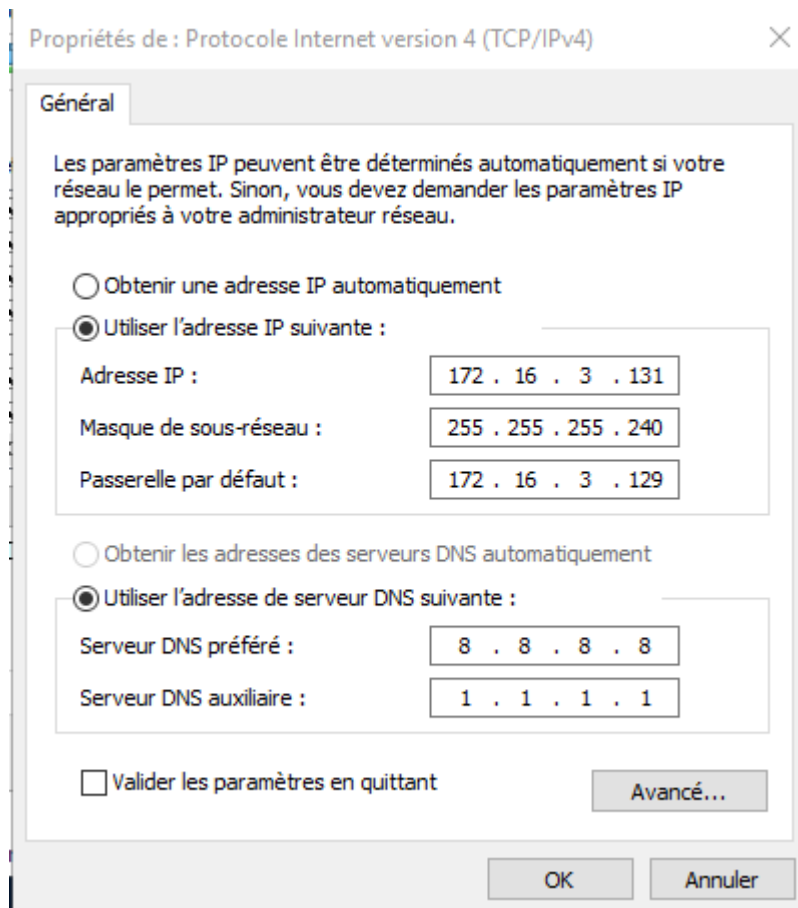 Propriétés de : Protocole Internet version 4 (TCP/IPv4)
Général
Les paramètres IP peuvent être déterminés automatiquement si votre
réseau le permet. Sinon, vous devez demander les paramètres IP
appropriés à votre administrateur réseau.
Obtenir une adresse IP automatiquement
Utiliser l'adresse IP suivante :
Adresse IP : 172 . 16 . 3 . 131
Masque de sous-réseau : 255 . 255 . 255 . 240
Passerelle par défaut : 172 . 16 . 3 . 129
Obtenir les adresses des serveurs DNS automatiquement
Utiliser l'adresse de serveur DNS suivante :
Serveur DNS préféré : 8 . 8 . 8 . 8
Serveur DNS auxiliaire : 1 . 1 . 1 . 1
Valider les paramètres en quittant
Avancé...
OK Annuler